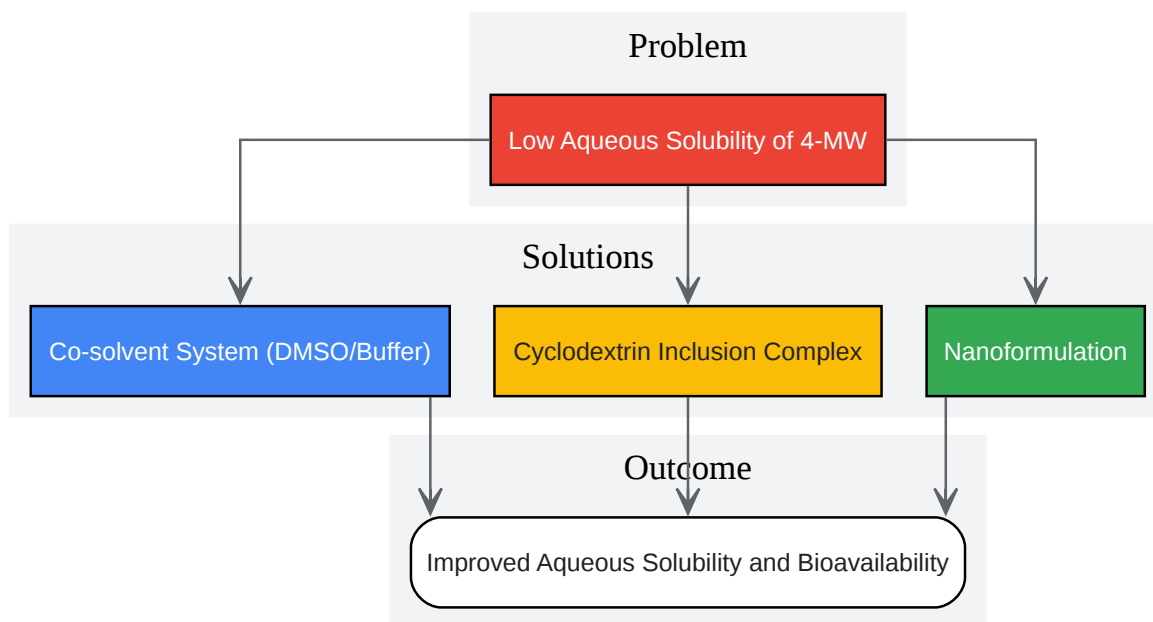 Problem
Low Aqueous Solubility of 4-MW
Solutions
Co-solvent System (DMSO/Buffer)
Cyclodextrin Inclusion Complex
Nanoformulation
Outcome
Improved Aqueous Solubility and Bioavailability